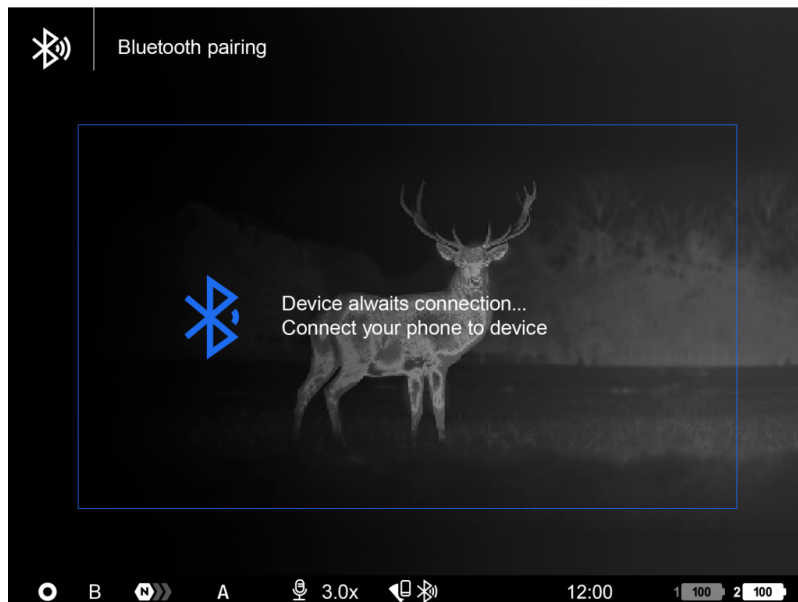 Bluetooth pairing
Device alwaits connection...
Connect your phone to device
B N A 3.0x 12:00 1 100 2 100